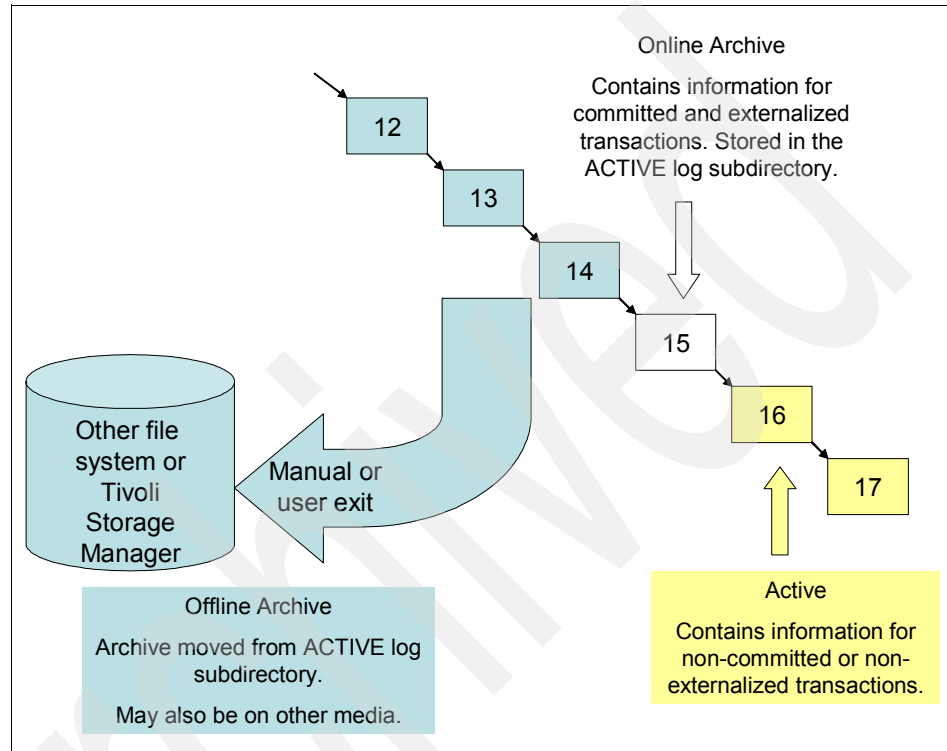 Online Archive
Contains information for
committed and externalized
transactions. Stored in the
ACTIVE log subdirectory.
12
13
14
15
16
17
Other file
system or
Tivoli
Storage
Manager
Manual or
user exit
Offline Archive
Archive moved from ACTIVE log
subdirectory.
May also be on other media.
Active
Contains information for
non-committed or non-
externalized transactions.